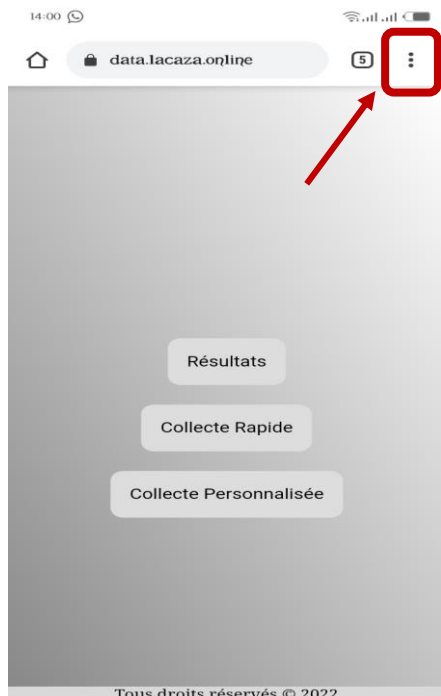 14:00
data.lacaza.online
5
Résultats
Collecte Rapide
Collecte Personnalisée
Tous droits réservés © 2022